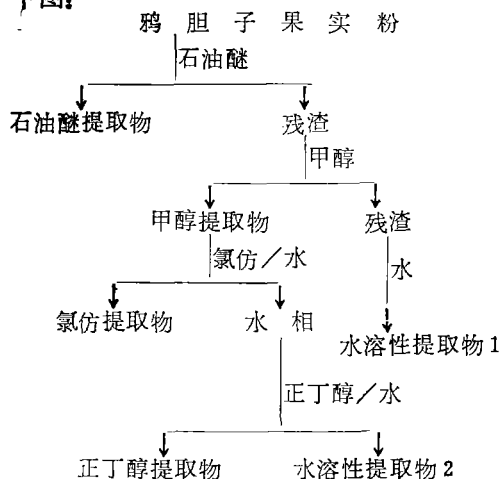 下图:
鸦胆子果实粉
石油醚
石油醚提取物 残渣
甲醇
甲醇提取物 残渣
氯仿/水 水
氯仿提取物 水相
水溶性提取物1
正丁醇/水
正丁醇提取物 水溶性提取物2